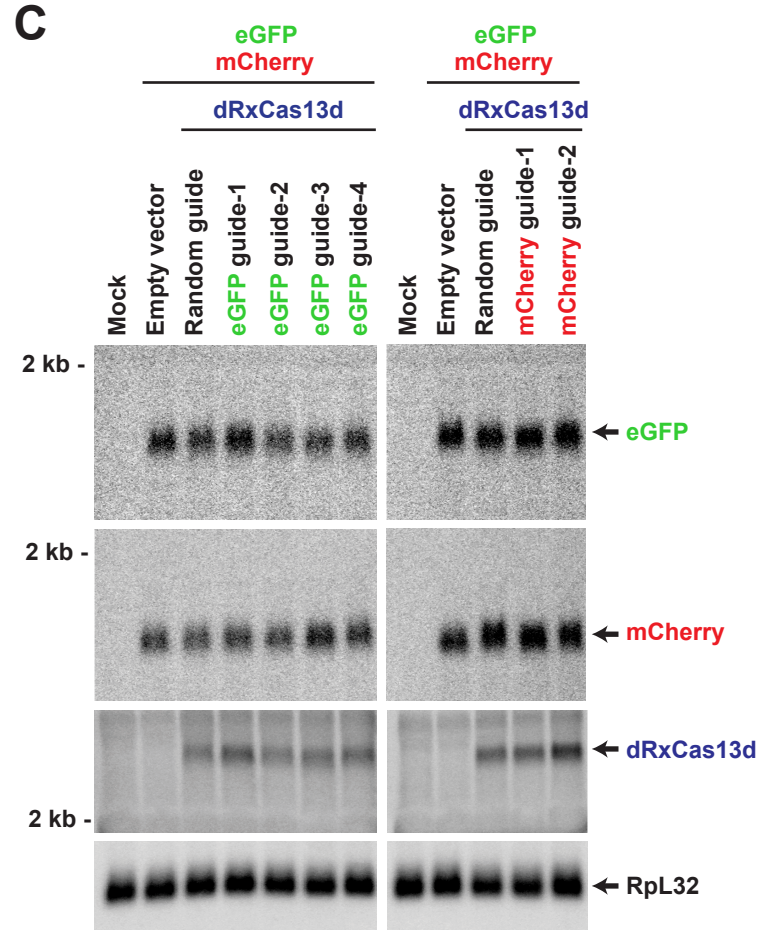 C
eGFP
mCherry
dRxCas13d
Mock
Empty vector
Random guide
eGFP guide-1
eGFP guide-2
eGFP guide-3
eGFP guide-4
eGFP
mCherry
dRxCas13d
Mock
Empty vector
Random guide
mCherry guide-1
mCherry guide-2
2 kb -
eGFP
2 kb -
mCherry
dRxCas13d
2 kb -
RpL32